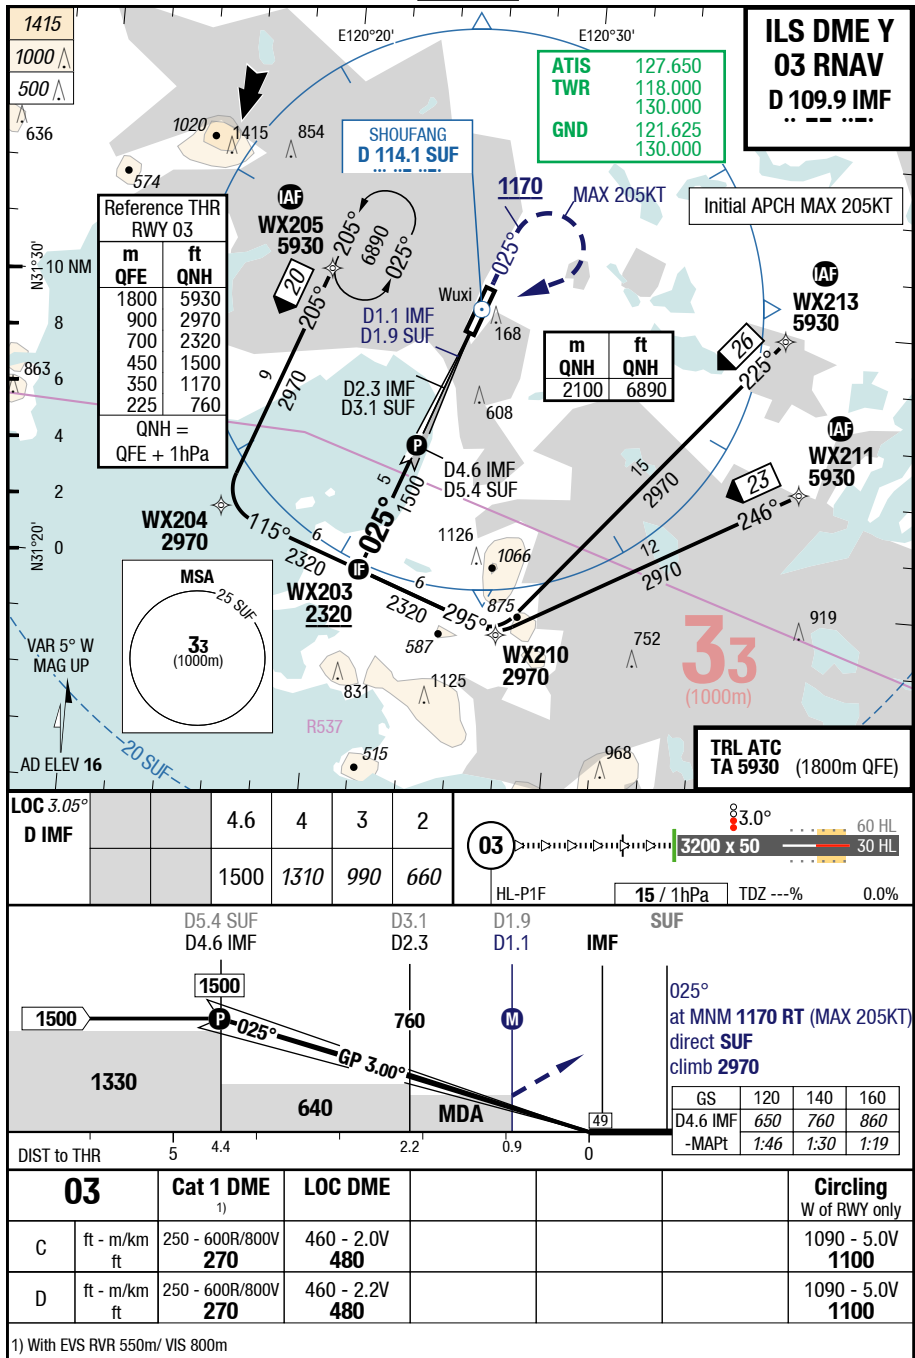 1415
1000
500
636
E120°20'
E120°30'
ILS DME Y
03 RNAV
D 109.9 IMF
ATIS 127.650
TWR 118.000
130.000
GND 121.625
130.000
1020
1415
854
574
SHOUFANG
D 114.1 SUF
IAF
WX205
5930
205°
6890
025°
1170
MAX 205KT
025°
Initial APCH MAX 205KT
Reference THR
RWY 03
m ft
QFE QNH
1800 5930
900 2970
700 2320
450 1500
350 1170
225 760
QNH =
QFE + 1hPa
N31°30'
10 NM
8
6
4
2
0
N31°20'
863
20
205°
9
2970
Wuxi
D1.1 IMF
D1.9 SUF
168
D2.3 IMF
D3.1 SUF
608
m ft
QNH QNH
2100 6890
IAF
WX213
5930
26
225°
IAF
WX211
5930
23
246°
15
2970
12
2970
P
D4.6 IMF
D5.4 SUF
5
1500
025°
WX204
2970
115°
6
2320
IF
WX203
2320
6
2320
295°
1126
1066
875
587
WX210
2970
752
919
33
(1000m)
MSA
25 SUF
33
(1000m)
VAR 5° W
MAG UP
831
1125
R537
515
968
20 SUF
AD ELEV 16
TRL ATC
TA 5930 (1800m QFE)
LOC 3.05°
D IMF
4.6 4 3 2
1500 1310 990 660
03
3.0°
60 HL
3200 x 50
30 HL
HL-P1F
15 / 1hPa
TDZ ---%
0.0%
D5.4 SUF D3.1 D1.9 SUF
D4.6 IMF D2.3 D1.1 IMF
1500
1500
P
025°
GP 3.00°
760
M
1330
640
MDA
49
025°
at MNM 1170 RT (MAX 205KT)
direct SUF
climb 2970
GS 120 140 160
D4.6 IMF 650 760 860
-MAPt 1:46 1:30 1:19
DIST to THR 5 4.4 2.2 0.9 0
03 Cat 1 DME LOC DME Circling
1) W of RWY only
C ft - m/km 250 - 600R/800V 460 - 2.0V 1090 - 5.0V
ft 270 480 1100
D ft - m/km 250 - 600R/800V 460 - 2.2V 1090 - 5.0V
ft 270 480 1100
1) With EVS RVR 550m/ VIS 800m